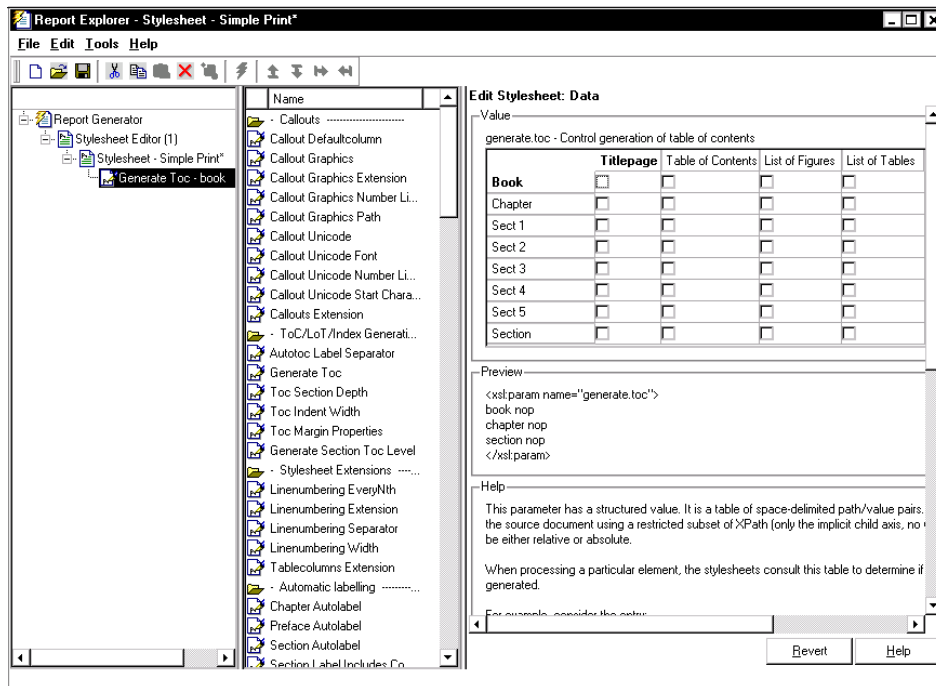 Report Explorer - Stylesheet - Simple Print*
File Edit Tools Help
Report Generator
Stylesheet Editor (1)
Stylesheet - Simple Print*
Generate Toc - book
Name
- Callouts ------------------------
Callout Defaultcolumn
Callout Graphics
Callout Graphics Extension
Callout Graphics Number Li...
Callout Graphics Path
Callout Unicode
Callout Unicode Font
Callout Unicode Number Li...
Callout Unicode Start Chara...
Callouts Extension
- ToC/LoT/Index Generati...
Autotoc Label Separator
Generate Toc
Toc Section Depth
Toc Indent Width
Toc Margin Properties
Generate Section Toc Level
- Stylesheet Extensions ----...
Linenumbering EveryNth
Linenumbering Extension
Linenumbering Separator
Linenumbering Width
Tablecolumns Extension
- Automatic labelling ---------...
Chapter Autolabel
Preface Autolabel
Section Autolabel
Section Label Includes Co...
Edit Stylesheet: Data
Value
generate.toc - Control generation of table of contents
Titlepage Table of Contents List of Figures List of Tables
Book
Chapter
Sect 1
Sect 2
Sect 3
Sect 4
Sect 5
Section
Preview
<xsl:param name="generate.toc">
book nop
chapter nop
section nop
</xsl:param>
Help
This parameter has a structured value. It is a table of space-delimited path/value pairs.
the source document using a restricted subset of XPath (only the implicit child axis, no
be either relative or absolute.
When processing a particular element, the stylesheets consult this table to determine if
generated.
For example, consider the entry:
Revert Help